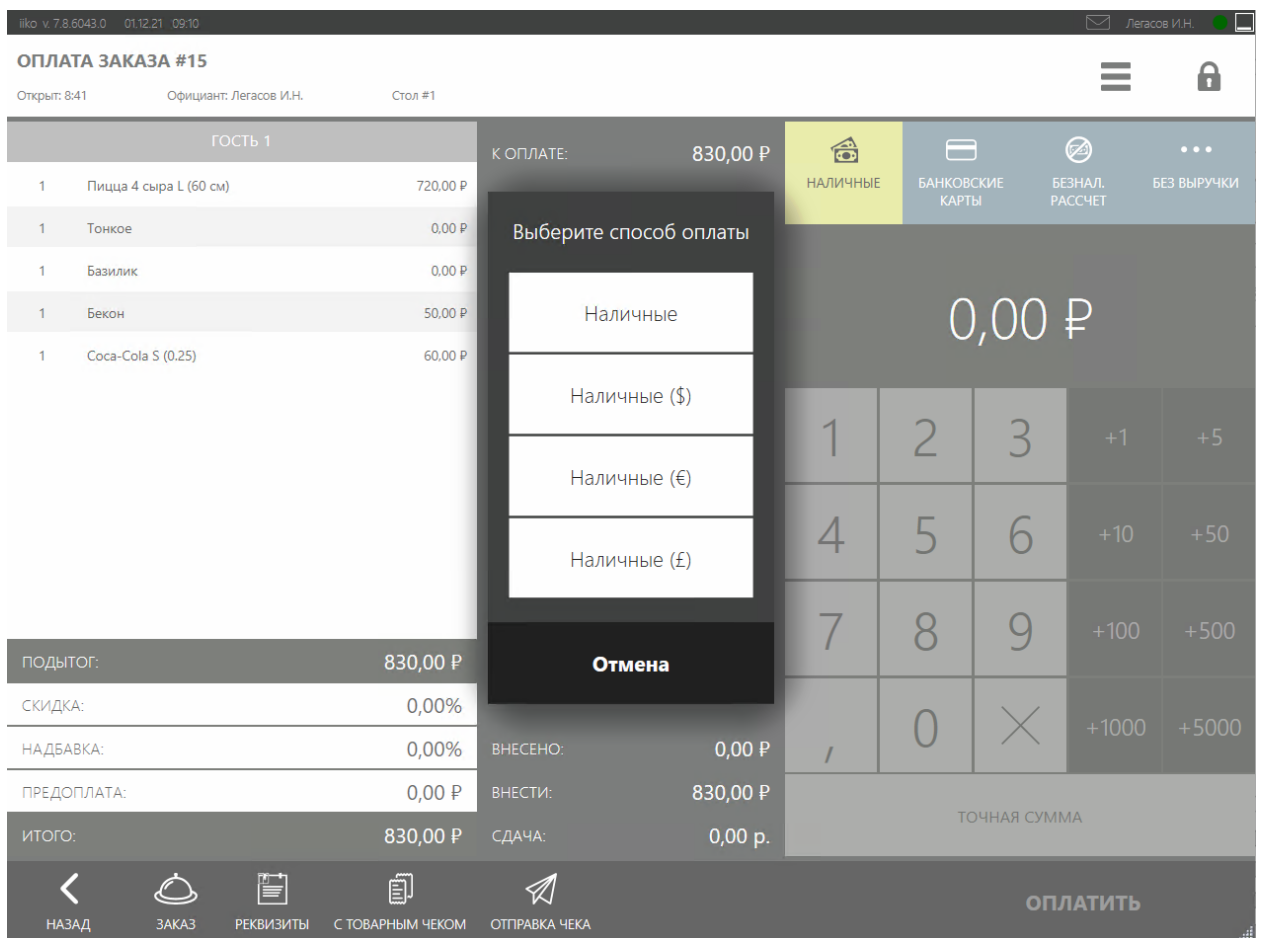 iiko v. 7.8.6043.0 01.12.21 09:10 Легасов И.Н.
ОПЛАТА ЗАКАЗА #15
Открыт: 8:41 Официант: Легасов И.Н. Стол #1
ГОСТЬ 1
1 Пицца 4 сыра L (60 см) 720,00 ₽
1 Тонкое 0,00 ₽
1 Базилик 0,00 ₽
1 Бекон 50,00 ₽
1 Coca-Cola S (0.25) 60,00 ₽
ПОДЫТОГ: 830,00 ₽
СКИДКА: 0,00%
НАДБАВКА: 0,00%
ПРЕДОПЛАТА: 0,00 ₽
ИТОГО: 830,00 ₽
К ОПЛАТЕ: 830,00 ₽
Выберите способ оплаты
Наличные
Наличные ($)
Наличные (€)
Наличные (£)
Отмена
ВНЕСЕНО: 0,00 ₽
ВНЕСТИ: 830,00 ₽
СДАЧА: 0,00 р.
НАЛИЧНЫЕ
БАНКОВСКИЕ
КАРТЫ
БЕЗНАЛ.
РАССЧЕТ
БЕЗ ВЫРУЧКИ
0,00 ₽
1 2 3 +1 +5
4 5 6 +10 +50
7 8 9 +100 +500
, 0 +1000 +5000
ТОЧНАЯ СУММА
НАЗАД ЗАКАЗ РЕКВИЗИТЫ С ТОВАРНЫМ ЧЕКОМ ОТПРАВКА ЧЕКА
ОПЛАТИТЬ